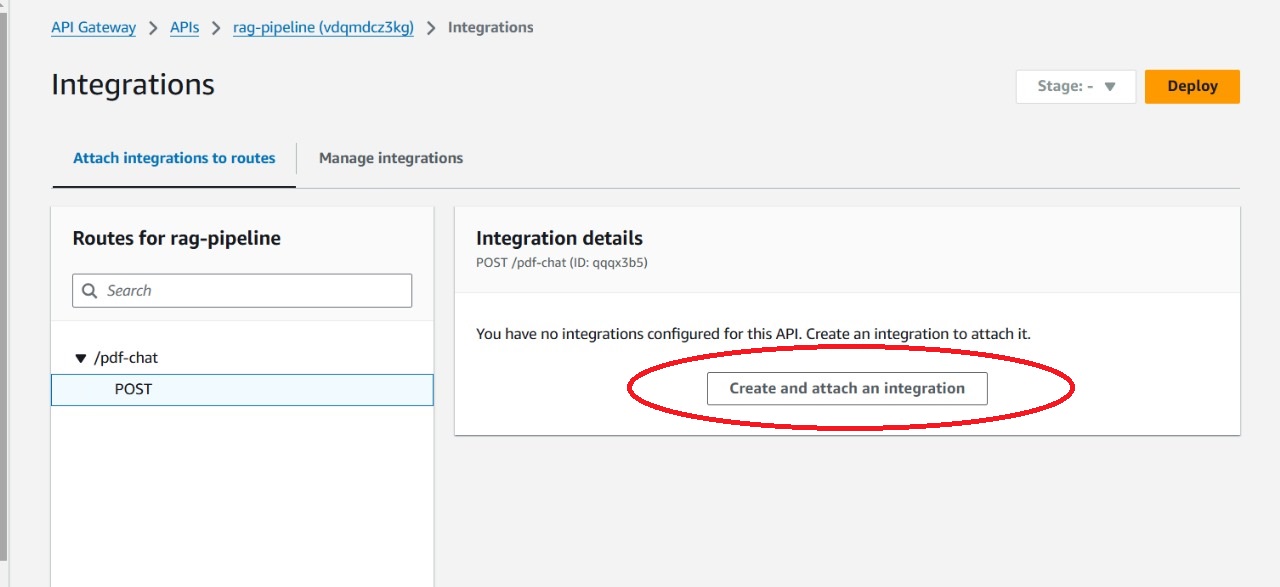 API Gateway > APIs > rag-pipeline (vdqmdcz3kg) > Integrations
Integrations
Stage: - ▼
Deploy
Attach integrations to routes
Manage integrations
Routes for rag-pipeline
Search
▼ /pdf-chat
POST
Integration details
POST /pdf-chat (ID: qqqx3b5)
You have no integrations configured for this API. Create an integration to attach it.
Create and attach an integration